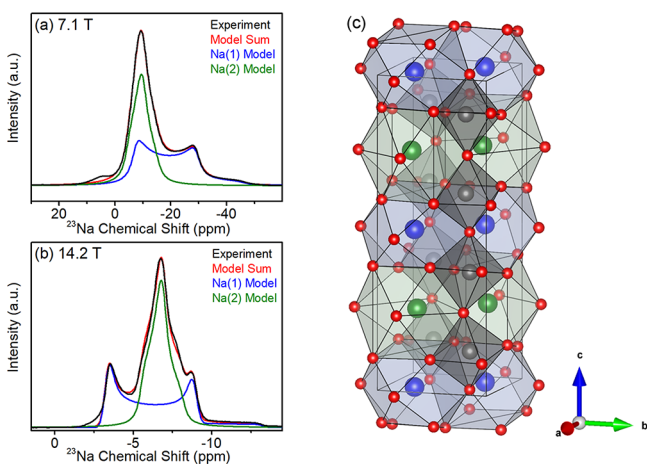 (a) 7.1 T
Experiment
Model Sum
Na(1) Model
Na(2) Model
Intensity (a.u.)
20 0 -20 -40
²³Na Chemical Shift (ppm)
(b) 14.2 T
Experiment
Model Sum
Na(1) Model
Na(2) Model
Intensity (a.u.)
0 -5 -10
²³Na Chemical Shift (ppm)
(c)
c
a
b